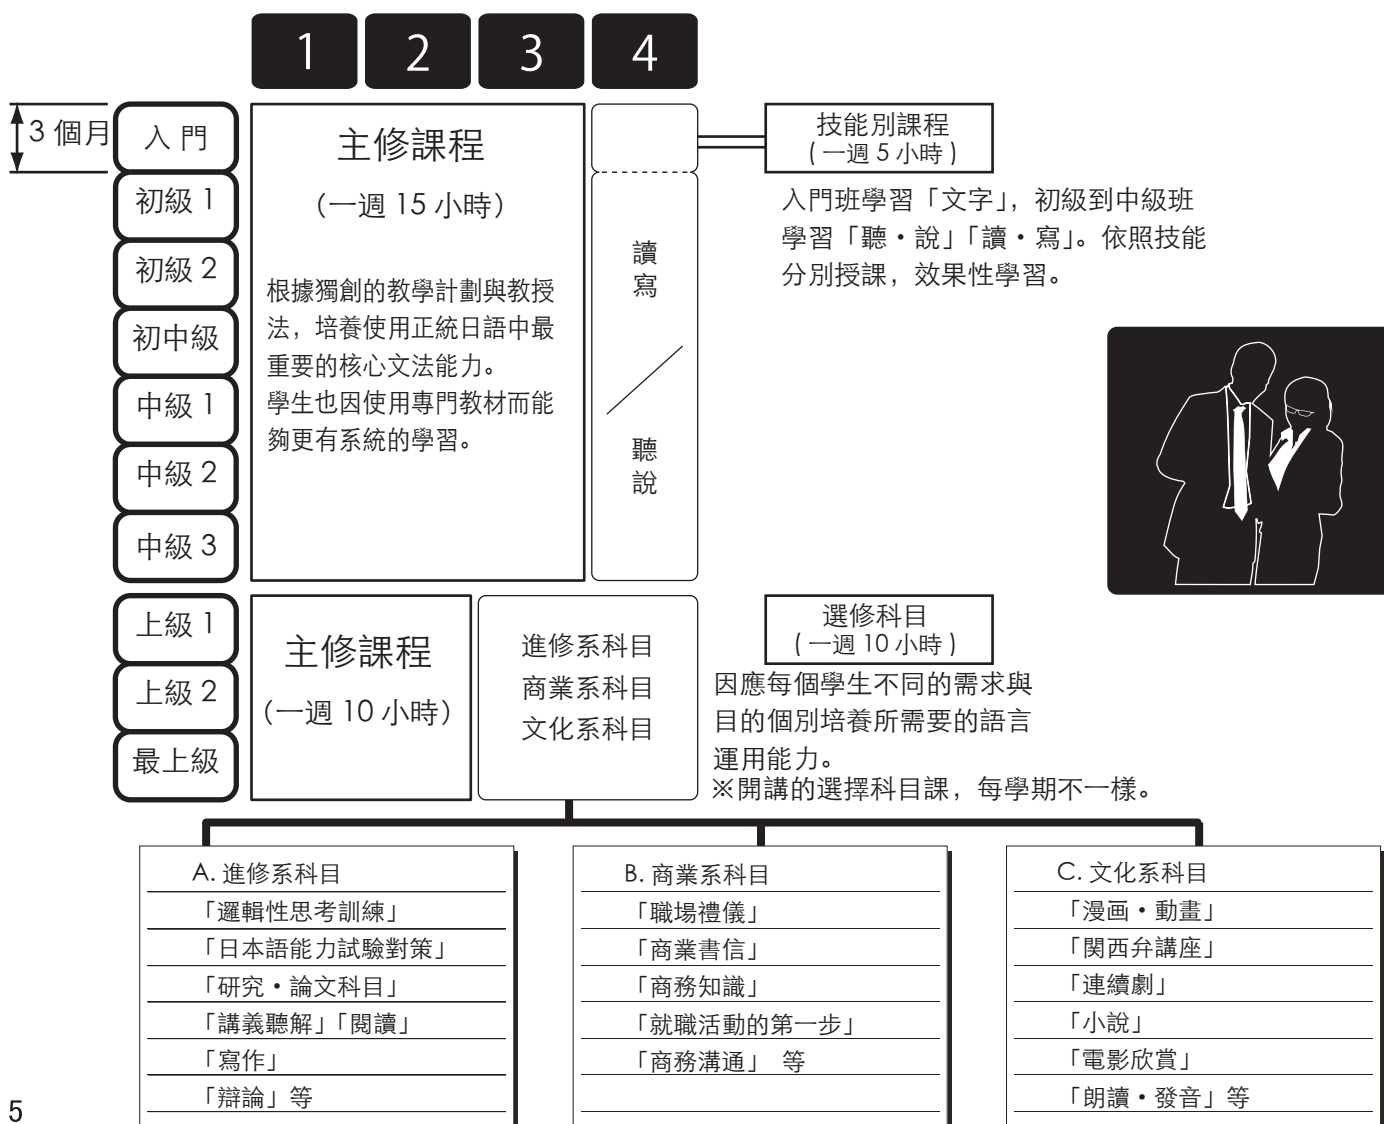 1 2 3 4
3 個月
入 門
初級 1
初級 2
初中級
中級 1
中級 2
中級 3
主修課程
（一週 15 小時）
根據獨創的教學計劃與教授
法，培養使用正統日語中最
重要的核心文法能力。
學生也因使用專門教材而能
夠更有系統的學習。
讀寫
／
聽說
技能別課程
( 一週 5 小時 )
入門班學習「文字」，初級到中級班
學習「聽・說」「讀・寫」。依照技能
分別授課，效果性學習。
上級 1
上級 2
最上級
主修課程
（一週 10 小時）
進修系科目
商業系科目
文化系科目
選修科目
( 一週 10 小時 )
因應每個學生不同的需求與
目的個別培養所需要的語言
運用能力。
※開講的選擇科目課，每學期不一樣。
A. 進修系科目
「邏輯性思考訓練」
「日本語能力試驗對策」
「研究・論文科目」
「講義聽解」「閱讀」
「寫作」
「辯論」等
B. 商業系科目
「職場禮儀」
「商業書信」
「商務知識」
「就職活動的第一步」
「商務溝通」 等
C. 文化系科目
「漫画・動畫」
「関西弁講座」
「連續劇」
「小說」
「電影欣賞」
「朗讀・發音」等
5